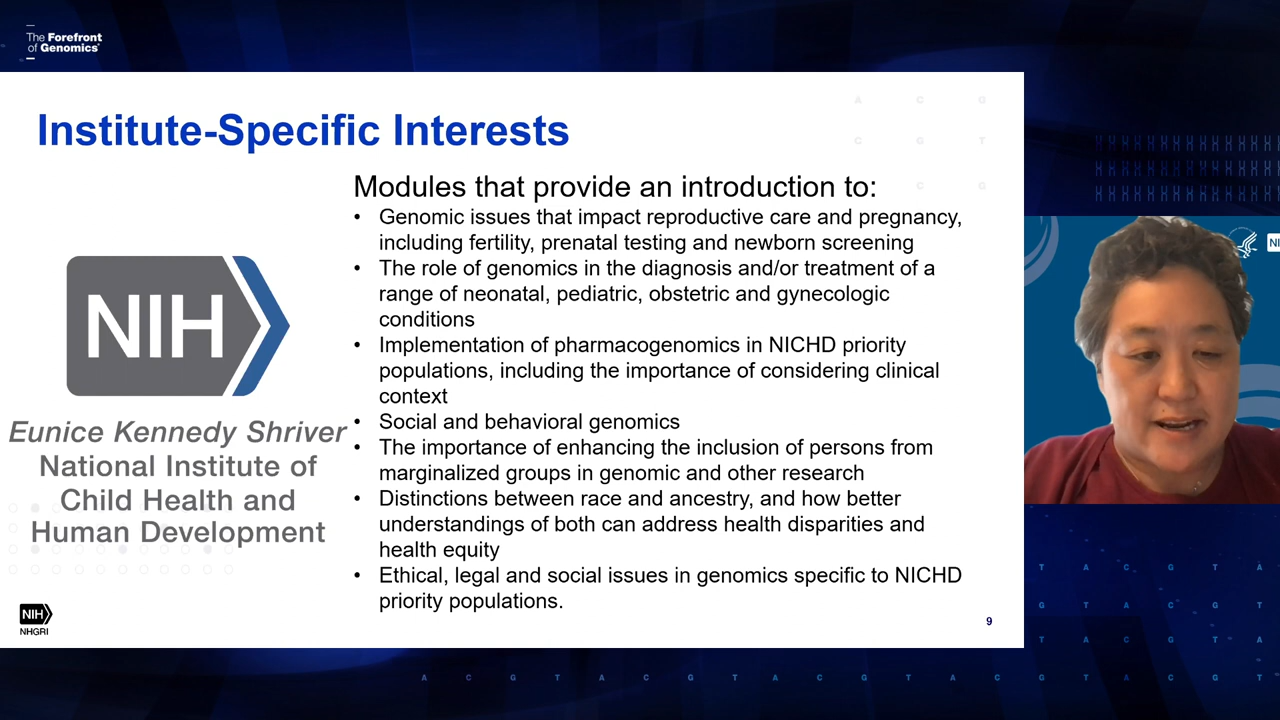 The Forefront
of Genomics®
Institute-Specific Interests
A C G
C G T
C G
Modules that provide an introduction to:
• Genomic issues that impact reproductive care and pregnancy,
including fertility, prenatal testing and newborn screening
• The role of genomics in the diagnosis and/or treatment of a
range of neonatal, pediatric, obstetric and gynecologic
conditions
• Implementation of pharmacogenomics in NICHD priority
populations, including the importance of considering clinical
context
• Social and behavioral genomics
• The importance of enhancing the inclusion of persons from
marginalized groups in genomic and other research
• Distinctions between race and ancestry, and how better
understandings of both can address health disparities and
health equity
• Ethical, legal and social issues in genomics specific to NICHD
priority populations.
NIH
Eunice Kennedy Shriver
National Institute of
Child Health and
Human Development
NIH
NHGRI
9
NI
T A C G T A
G T A C G T
T A C G T A
A C G T A C G T A C G T A C G T A C G T